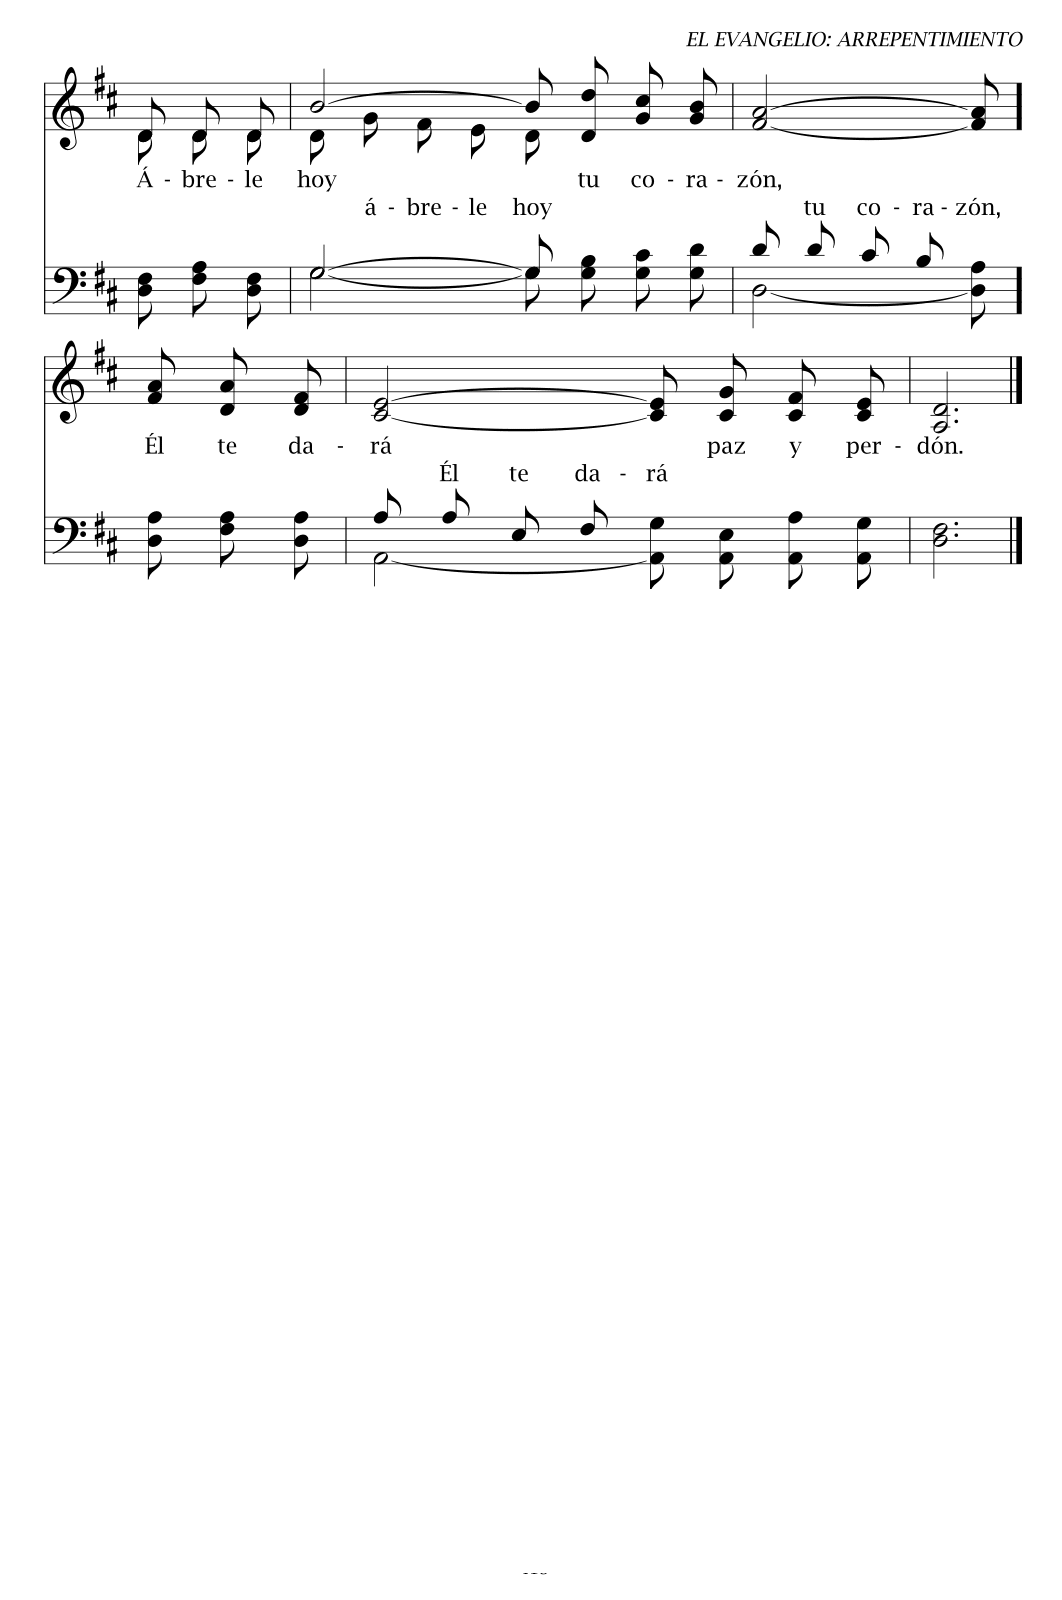 EL EVANGELIO: ARREPENTIMIENTO
Á - bre - le hoy tu co - ra - zón,
á - bre - le hoy tu co - ra - zón,
Él te da - rá paz y per - dón.
Él te da - rá